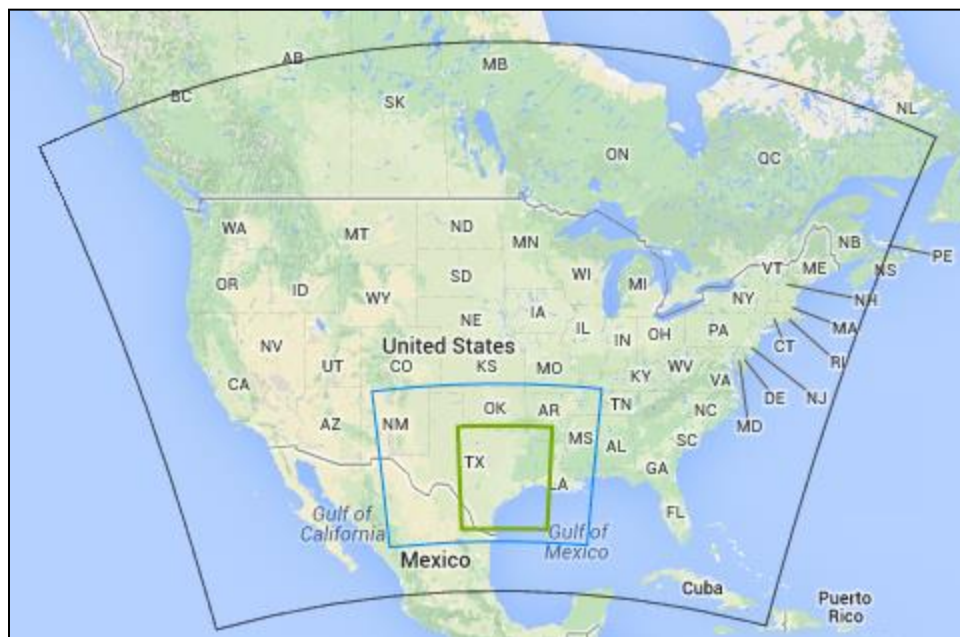 AB
MB
BC
SK
NL
ON
QC
WA
MT
ND
MN
NB
PE
OR
ID
SD
WI
MI
VT
ME
NS
WY
NY
NH
NE
IA
IL
IN
OH
PA
MA
NV
UT
United States
CT
RI
CA
CO
KS
MO
KY
WV
VA
DE
NJ
AZ
NM
OK
AR
TN
NC
MD
TX
MS
AL
SC
GA
LA
FL
Gulf of
California
Gulf of
Mexico
Mexico
Cuba
Puerto
Rico